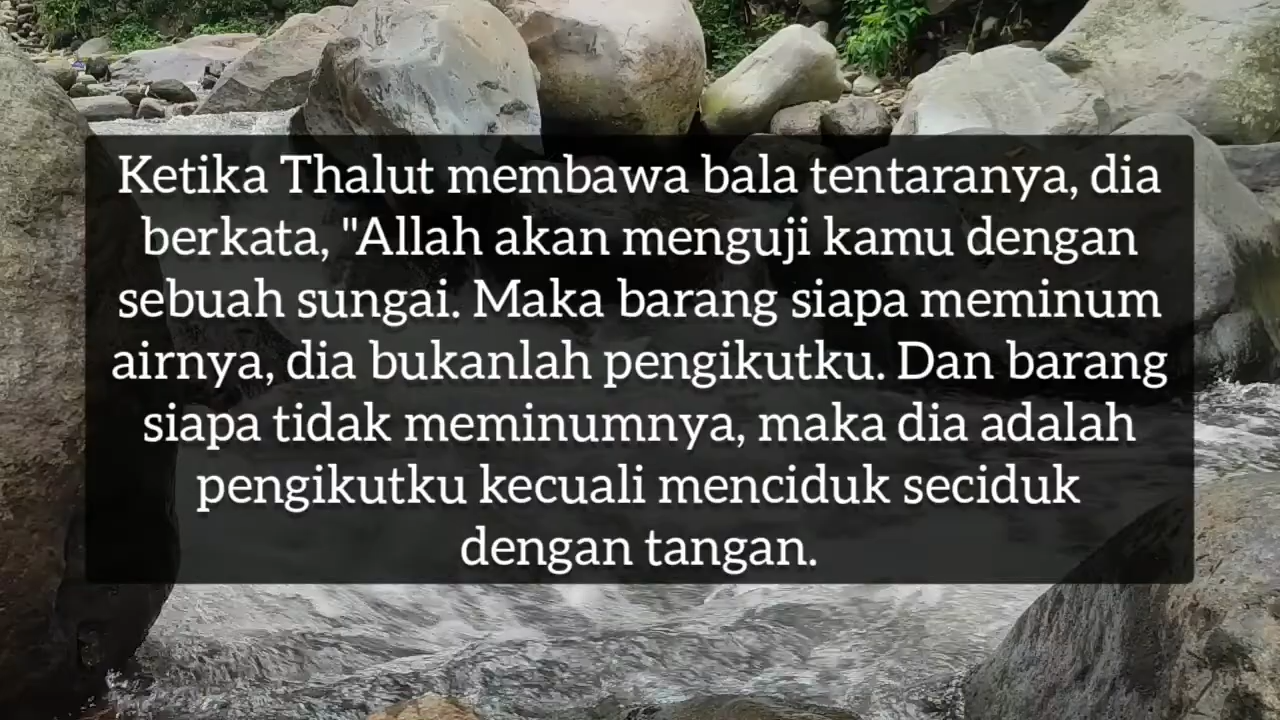 Ketika Thalut membawa bala tentaranya, dia
berkata, "Allah akan menguji kamu dengan
sebuah sungai. Maka barang siapa meminum
airnya, dia bukanlah pengikutku. Dan barang
siapa tidak meminumnya, maka dia adalah
pengikutku kecuali menciduk seciduk
dengan tangan.